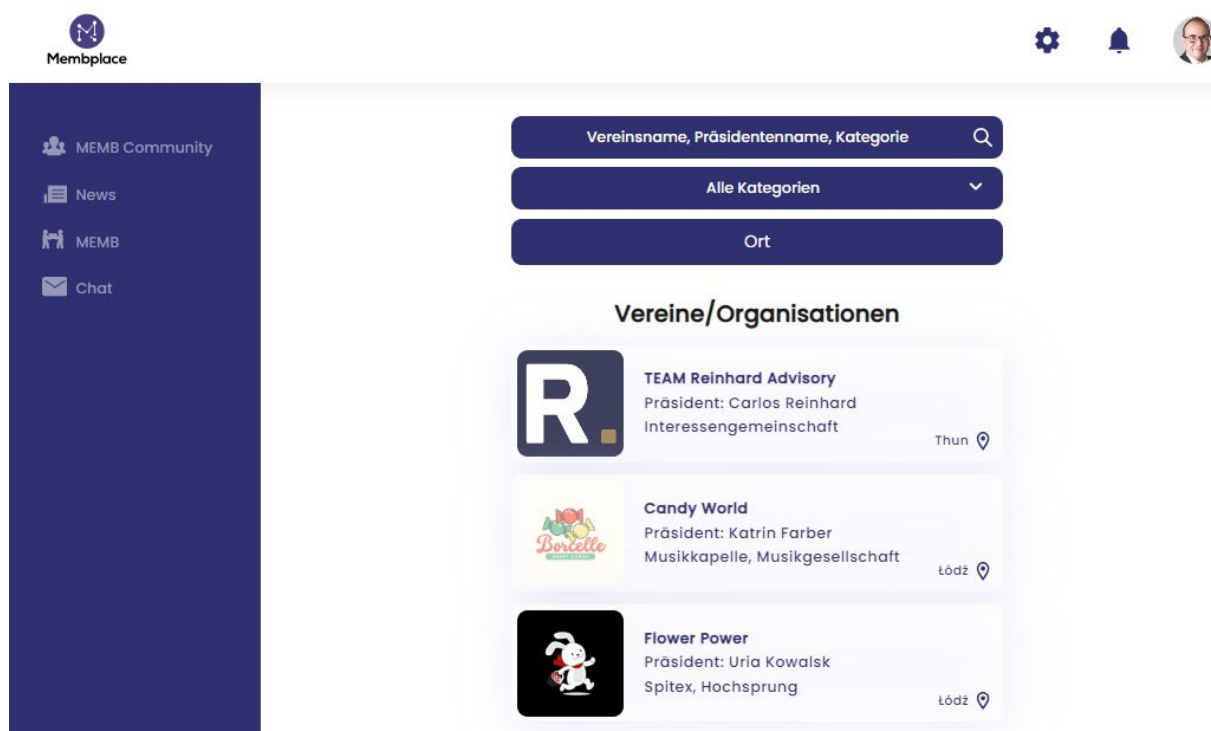 Membplace
MEMB Community
News
MEMB
Chat
Vereinsname, Präsidentenname, Kategorie
Alle Kategorien
Ort
Vereine/Organisationen
R.
TEAM Reinhard Advisory
Präsident: Carlos Reinhard
Interessengemeinschaft
Thun
Borcelle
Candy World
Präsident: Katrin Farber
Musikkapelle, Musikgesellschaft
Łódź
Flower Power
Präsident: Uria Kowalsk
Spitex, Hochsprung
Łódź